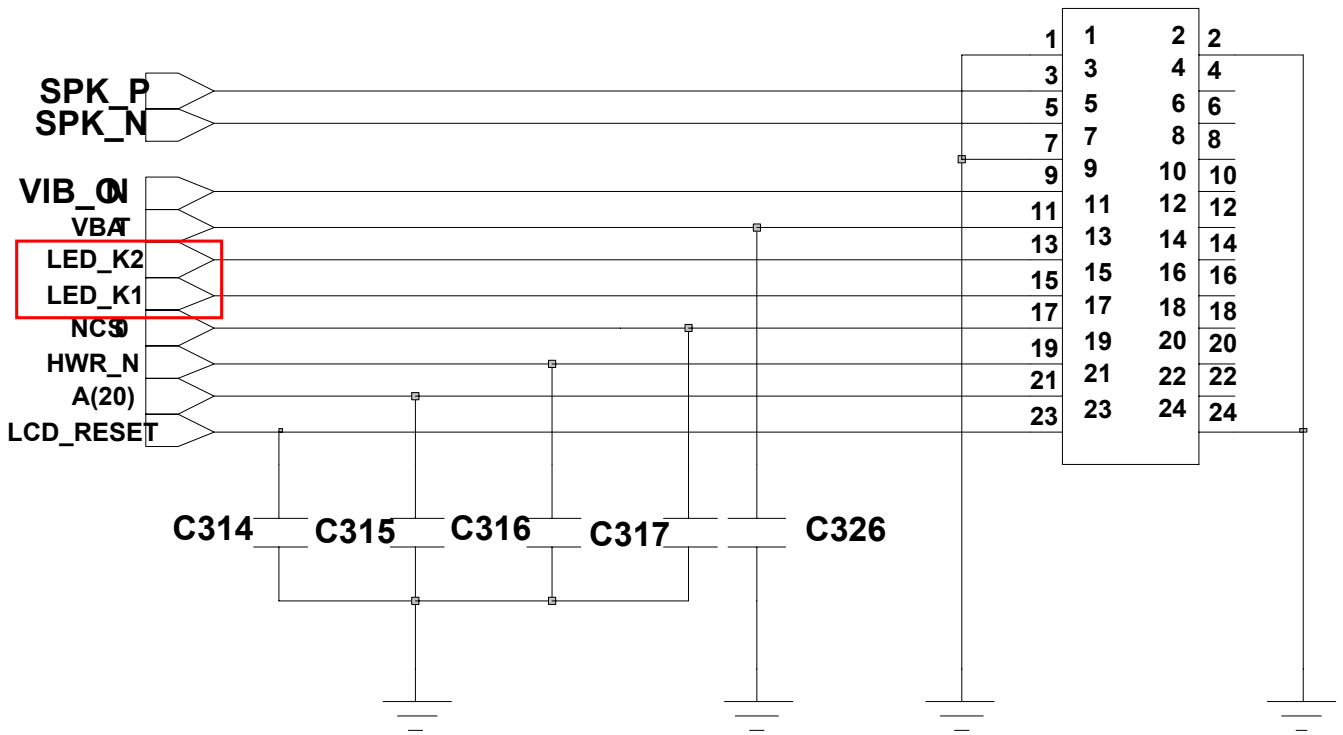 1 1 2 2
3 3 4 4
SPK_P
5 5 6 6
SPK_N
7 7 8 8
9 9 10 10
VIB_ON
11 11 12 12
VBAT
13 13 14 14
LED_K2
15 15 16 16
LED_K1
17 17 18 18
NCS0
19 19 20 20
HWR_N
21 21 22 22
A(20)
23 23 24 24
LCD_RESET
C314 C315 C316 C317 C326